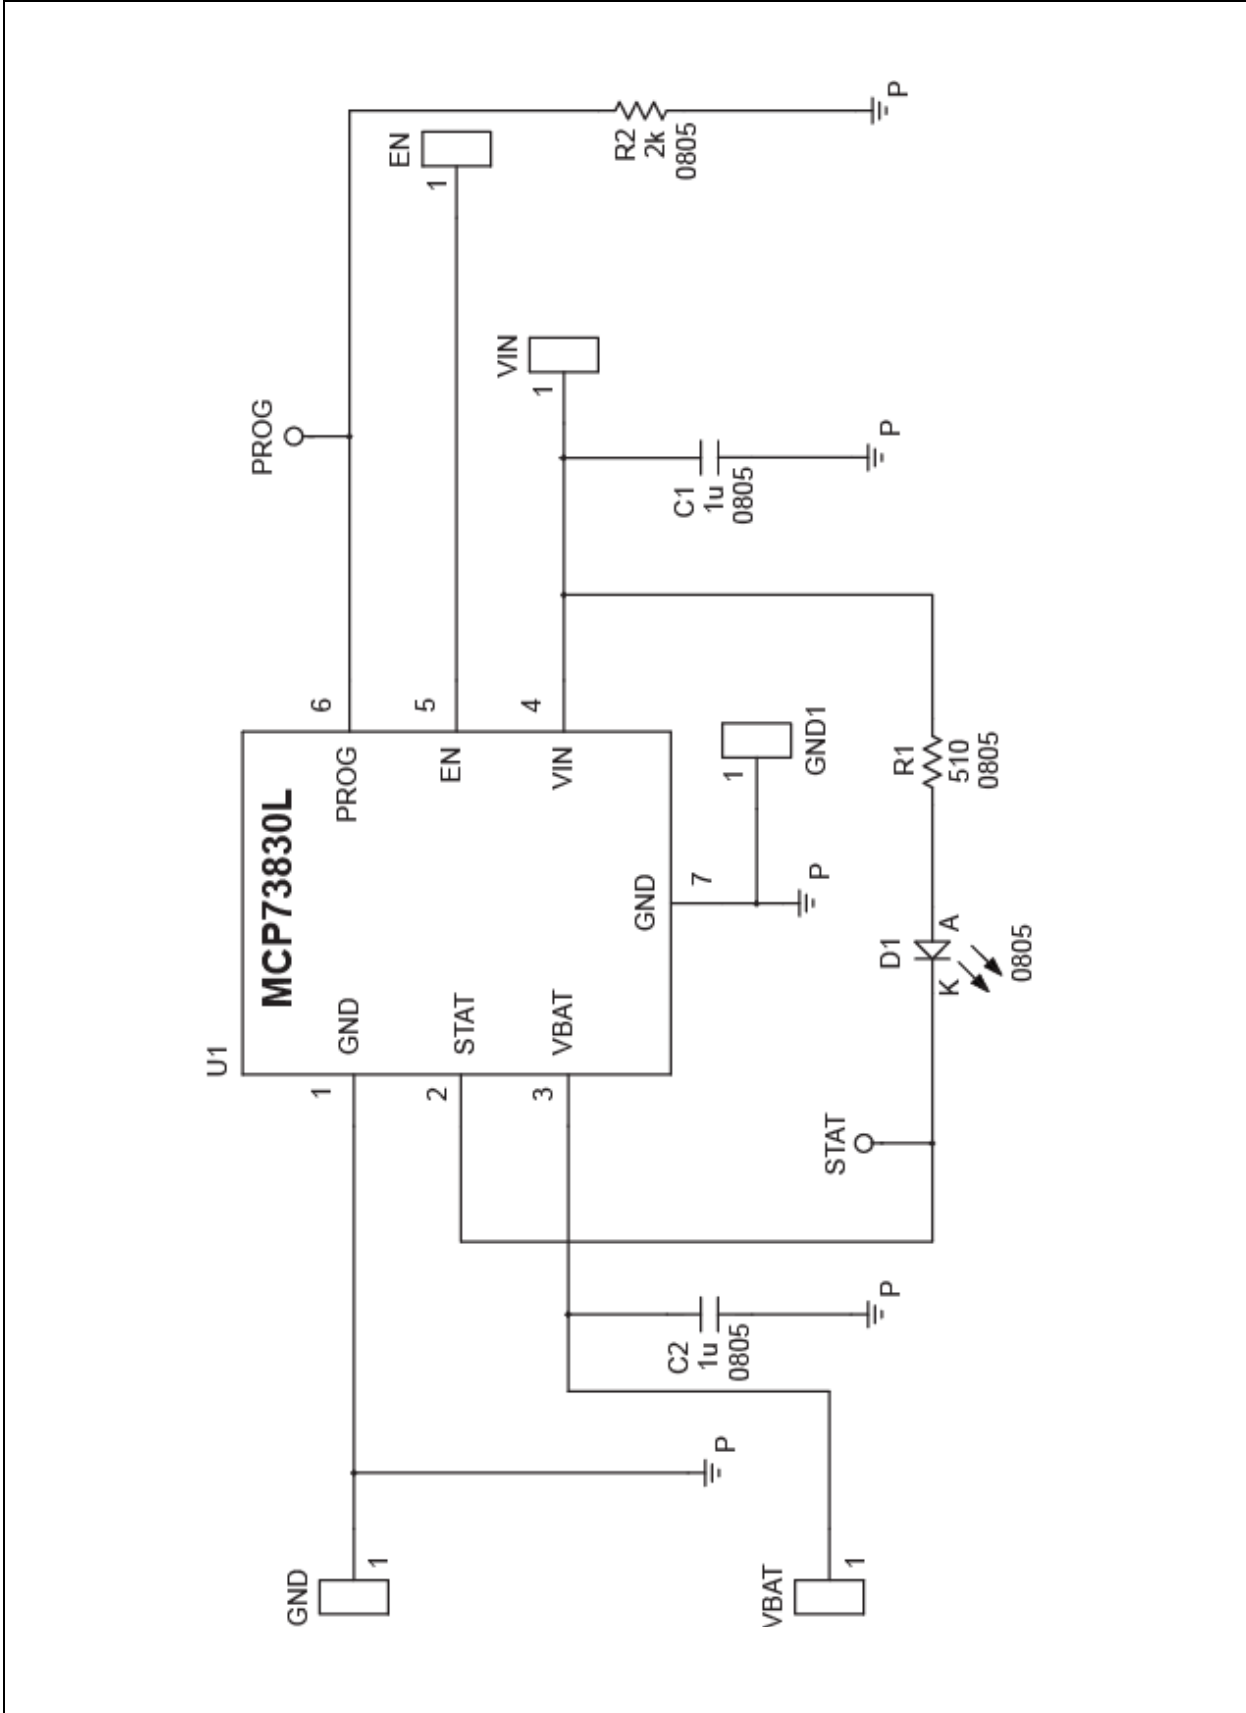 U1
MCP73830L
GND
1
GND
1
STAT
2
VBAT
3
PROG
6
EN
5
VIN
4
GND
7
PROG
EN
1
R2
2k
0805
P
VIN
1
C1
1u
0805
P
GND1
1
P
R1
510
0805
D1
A
K
0805
STAT
C2
1u
0805
P
P
VBAT
1